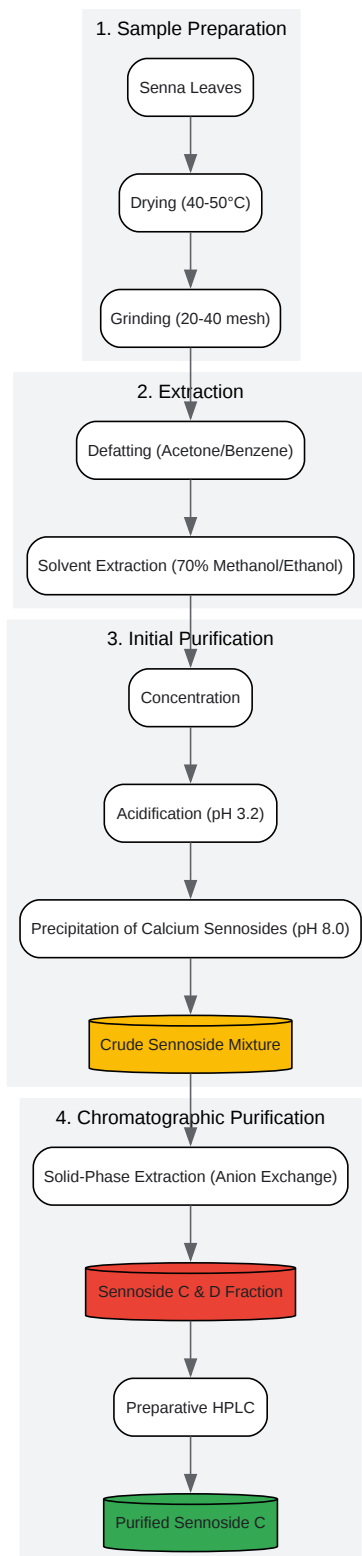 1. Sample Preparation
Senna Leaves
Drying (40-50°C)
Grinding (20-40 mesh)
2. Extraction
Defatting (Acetone/Benzene)
Solvent Extraction (70% Methanol/Ethanol)
3. Initial Purification
Concentration
Acidification (pH 3.2)
Precipitation of Calcium Sennosides (pH 8.0)
Crude Sennoside Mixture
4. Chromatographic Purification
Solid-Phase Extraction (Anion Exchange)
Sennoside C & D Fraction
Preparative HPLC
Purified Sennoside C